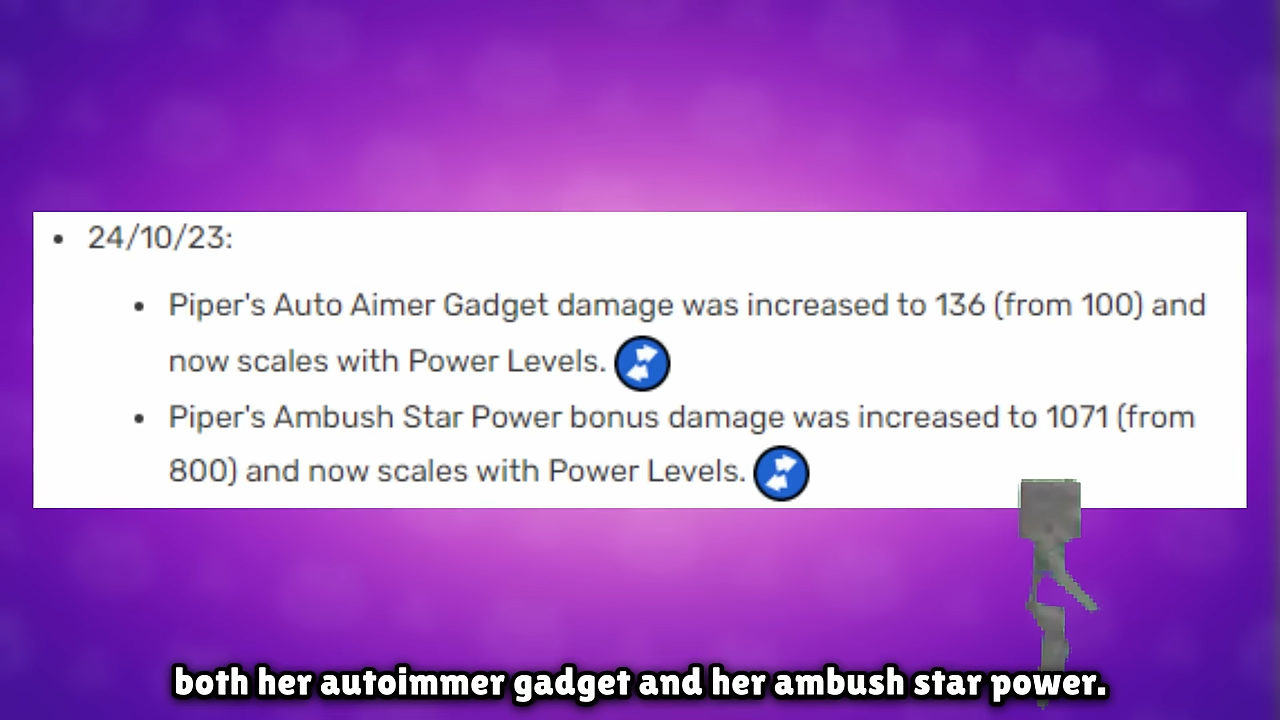 24/10/23:
Piper's Auto Aimer Gadget damage was increased to 136 (from 100) and
now scales with Power Levels.
Piper's Ambush Star Power bonus damage was increased to 1071 (from
800) and now scales with Power Levels.
both her autoimmer gadget and her ambush star power.